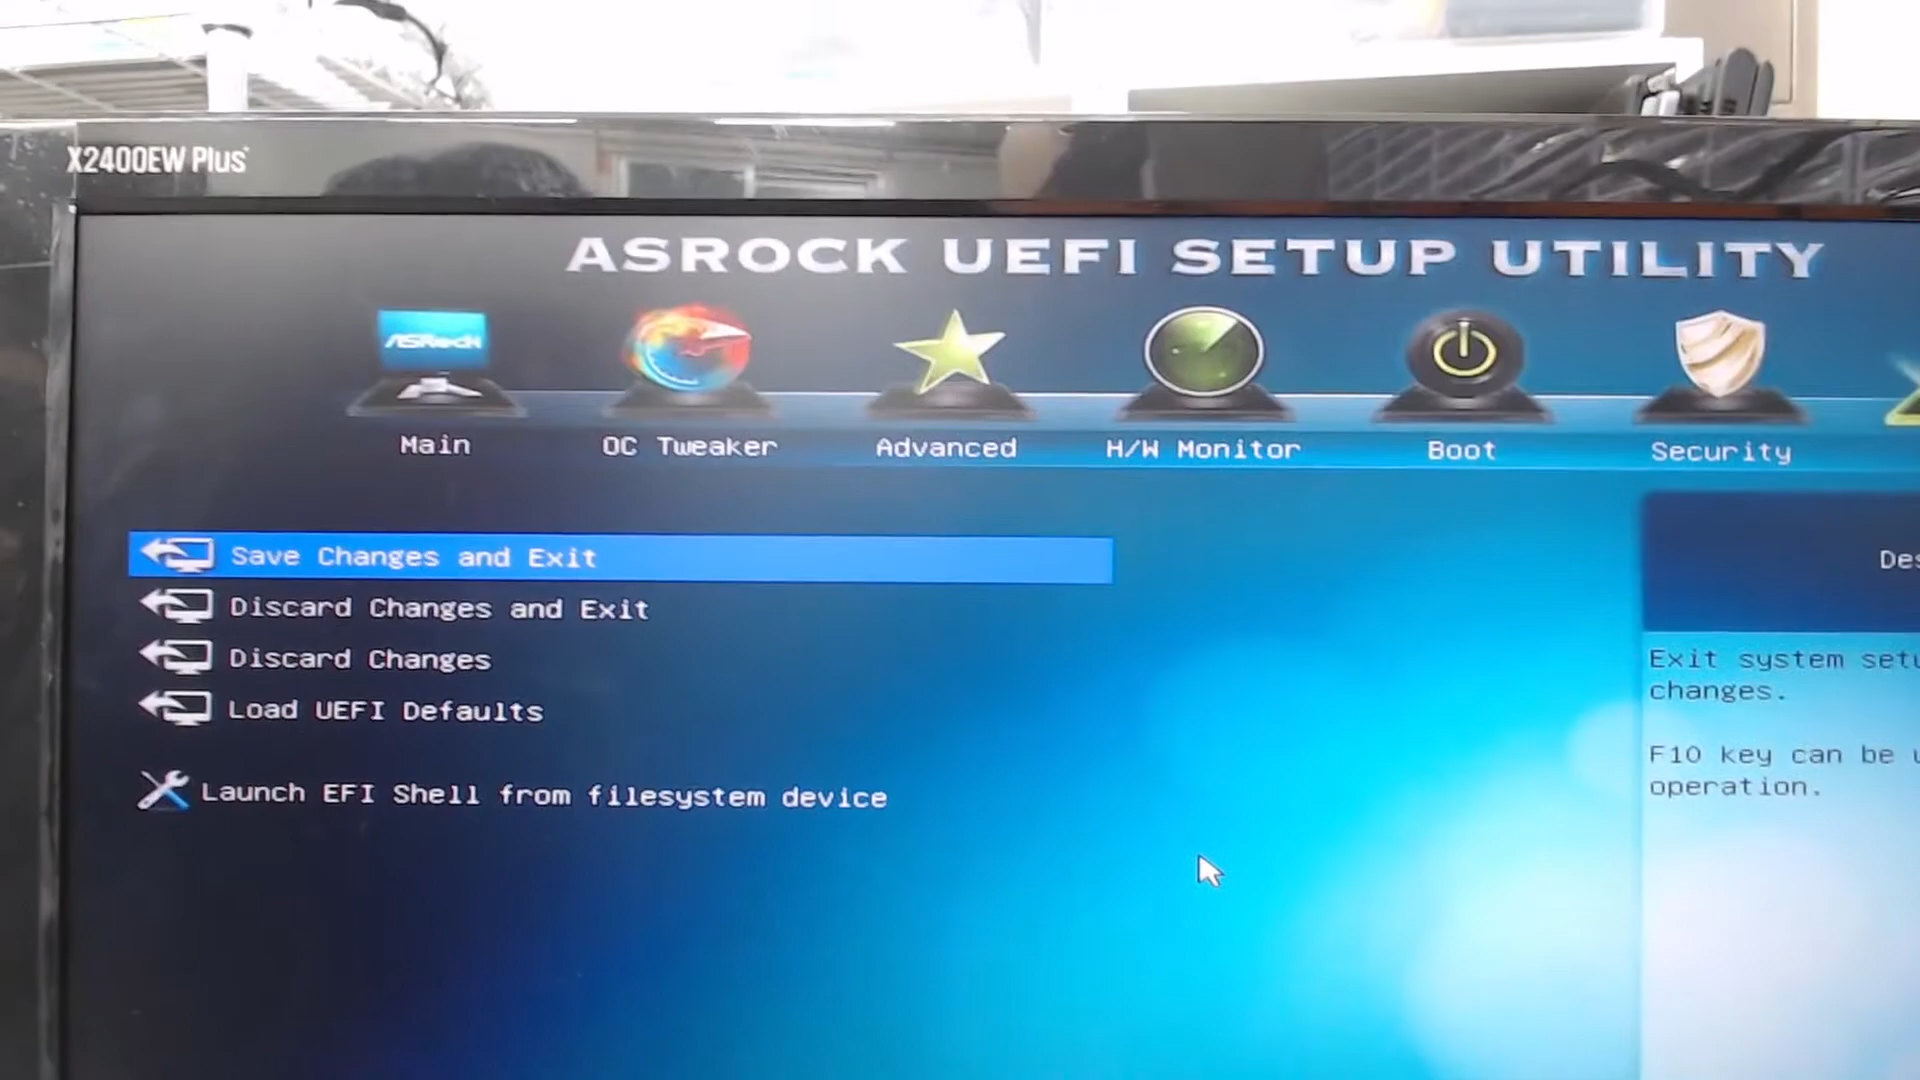 X2400EW Plus+
ASROCK UEFI SETUP UTILITY
ASRock
Main
OC Tweaker
Advanced
H/W Monitor
Boot
Security
Save Changes and Exit
Discard Changes and Exit
Discard Changes
Load UEFI Defaults
Launch EFI Shell from filesystem device
Exit system
changes.
F10 key can be
operation.